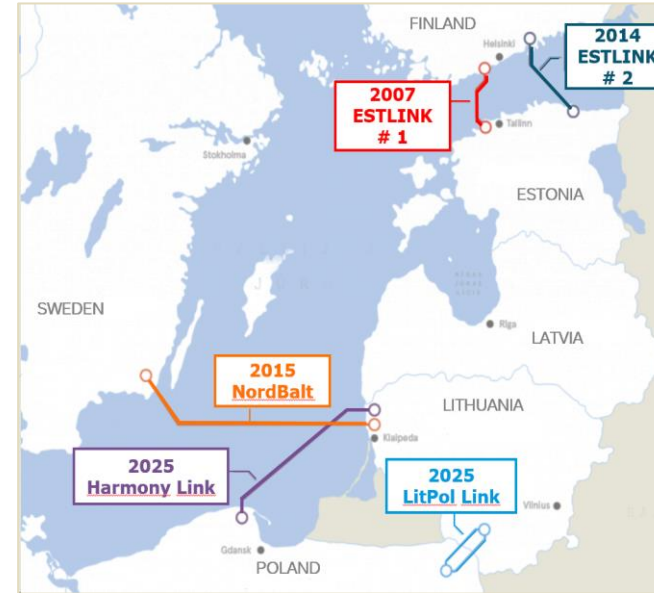 FINLAND
Helsinki
2014
ESTLINK
# 2
2007
ESTLINK
# 1
Tallinn
Stokholma
ESTONIA
SWEDEN
Rīga
LATVIA
2015
NordBalt
LITHUANIA
Klaipeda
2025
Harmony Link
2025
LitPol Link
Vilnius
Gdansk
POLAND